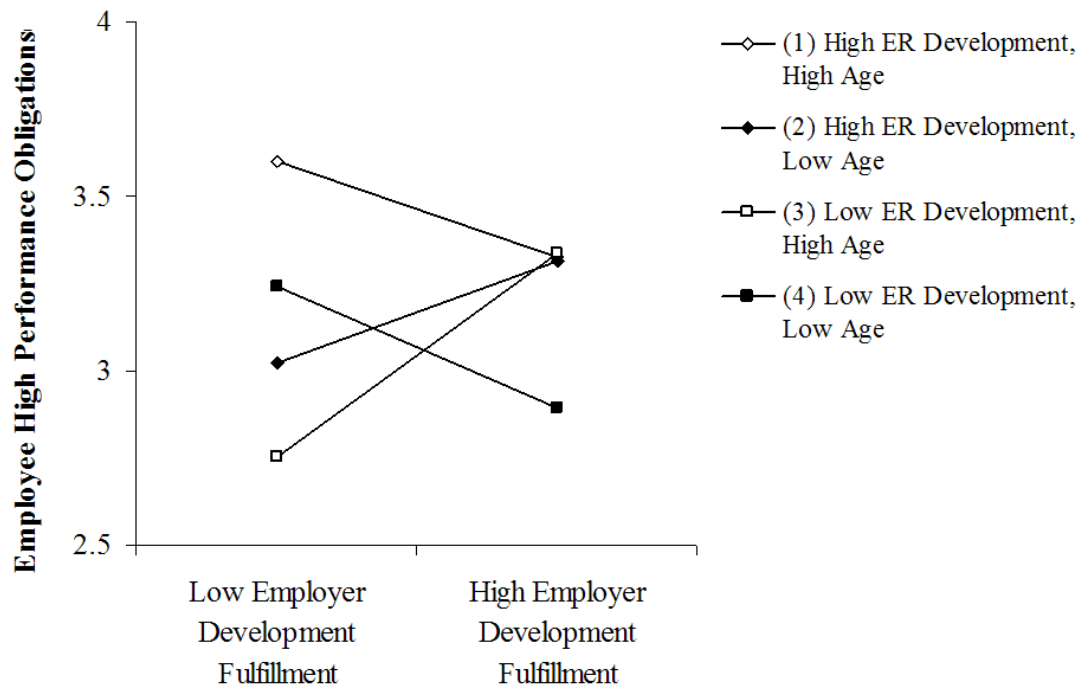 Employee High Performance Obligations
4
3.5
3
2.5
Low Employer
Development
Fulfillment
High Employer
Development
Fulfillment
(1) High ER Development,
High Age
(2) High ER Development,
Low Age
(3) Low ER Development,
High Age
(4) Low ER Development,
Low Age